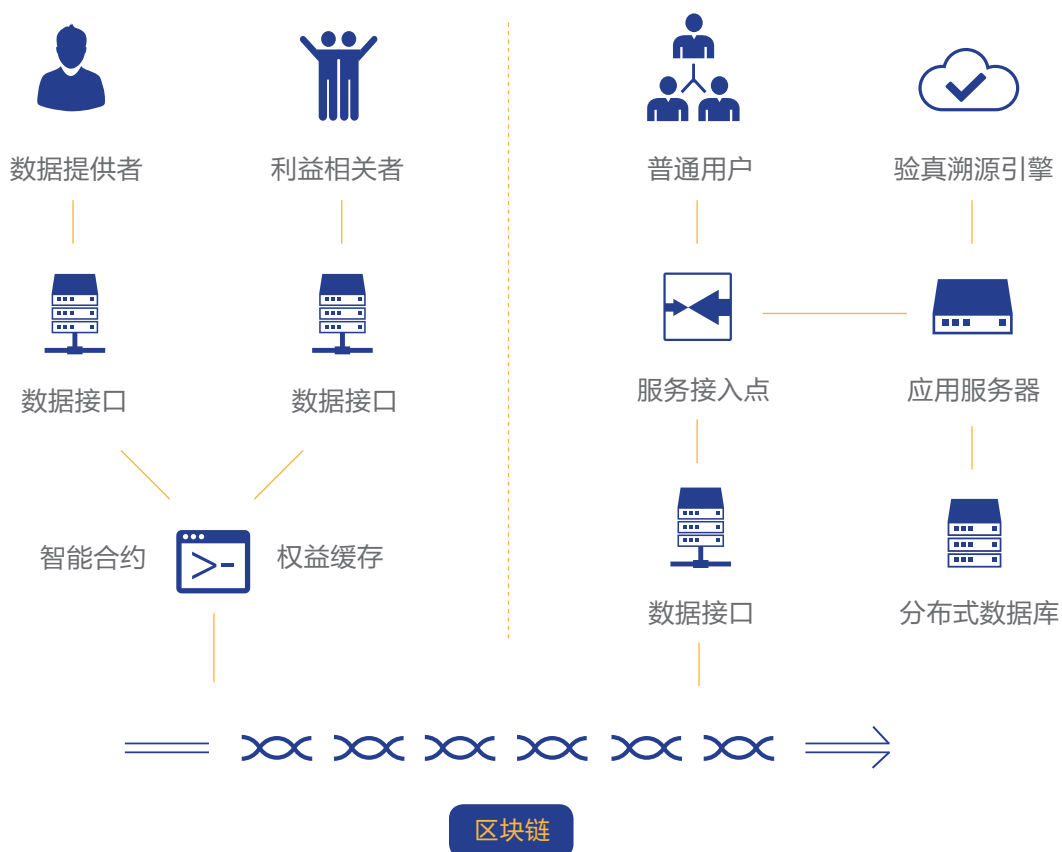 数据提供者
利益相关者
普通用户
验真溯源引擎
数据接口
数据接口
服务接入点
应用服务器
智能合约
权益缓存
数据接口
分布式数据库
区块链